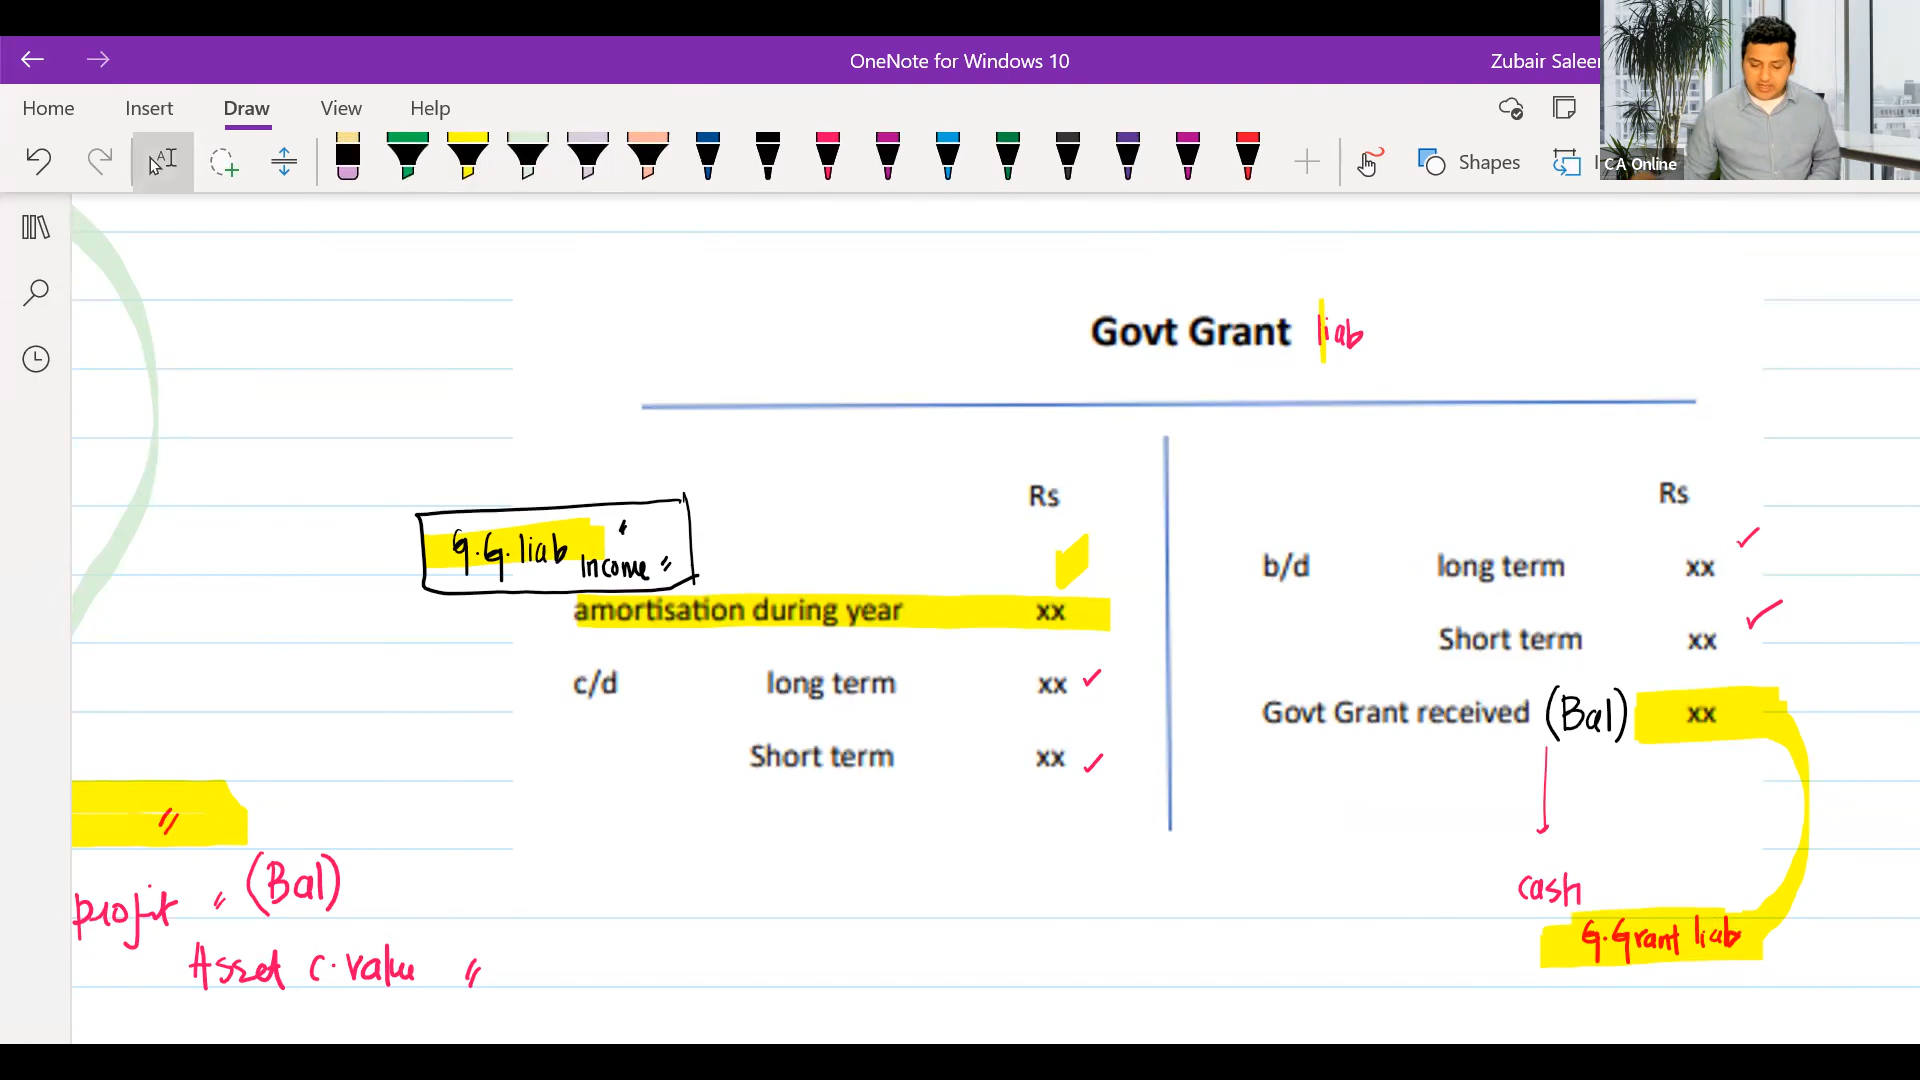 OneNote for Windows 10
Zubair Saleer
Home Insert Draw View Help
Shapes
CA Online
Govt Grant liab
Rs
Rs
G.G. liab
Income
b/d long term xx
amortisation during year xx
Short term xx
c/d long term xx
Govt Grant received (Bal) xx
Short term xx
cash
G.Grant liab
profit (Bal)
Asset c.value